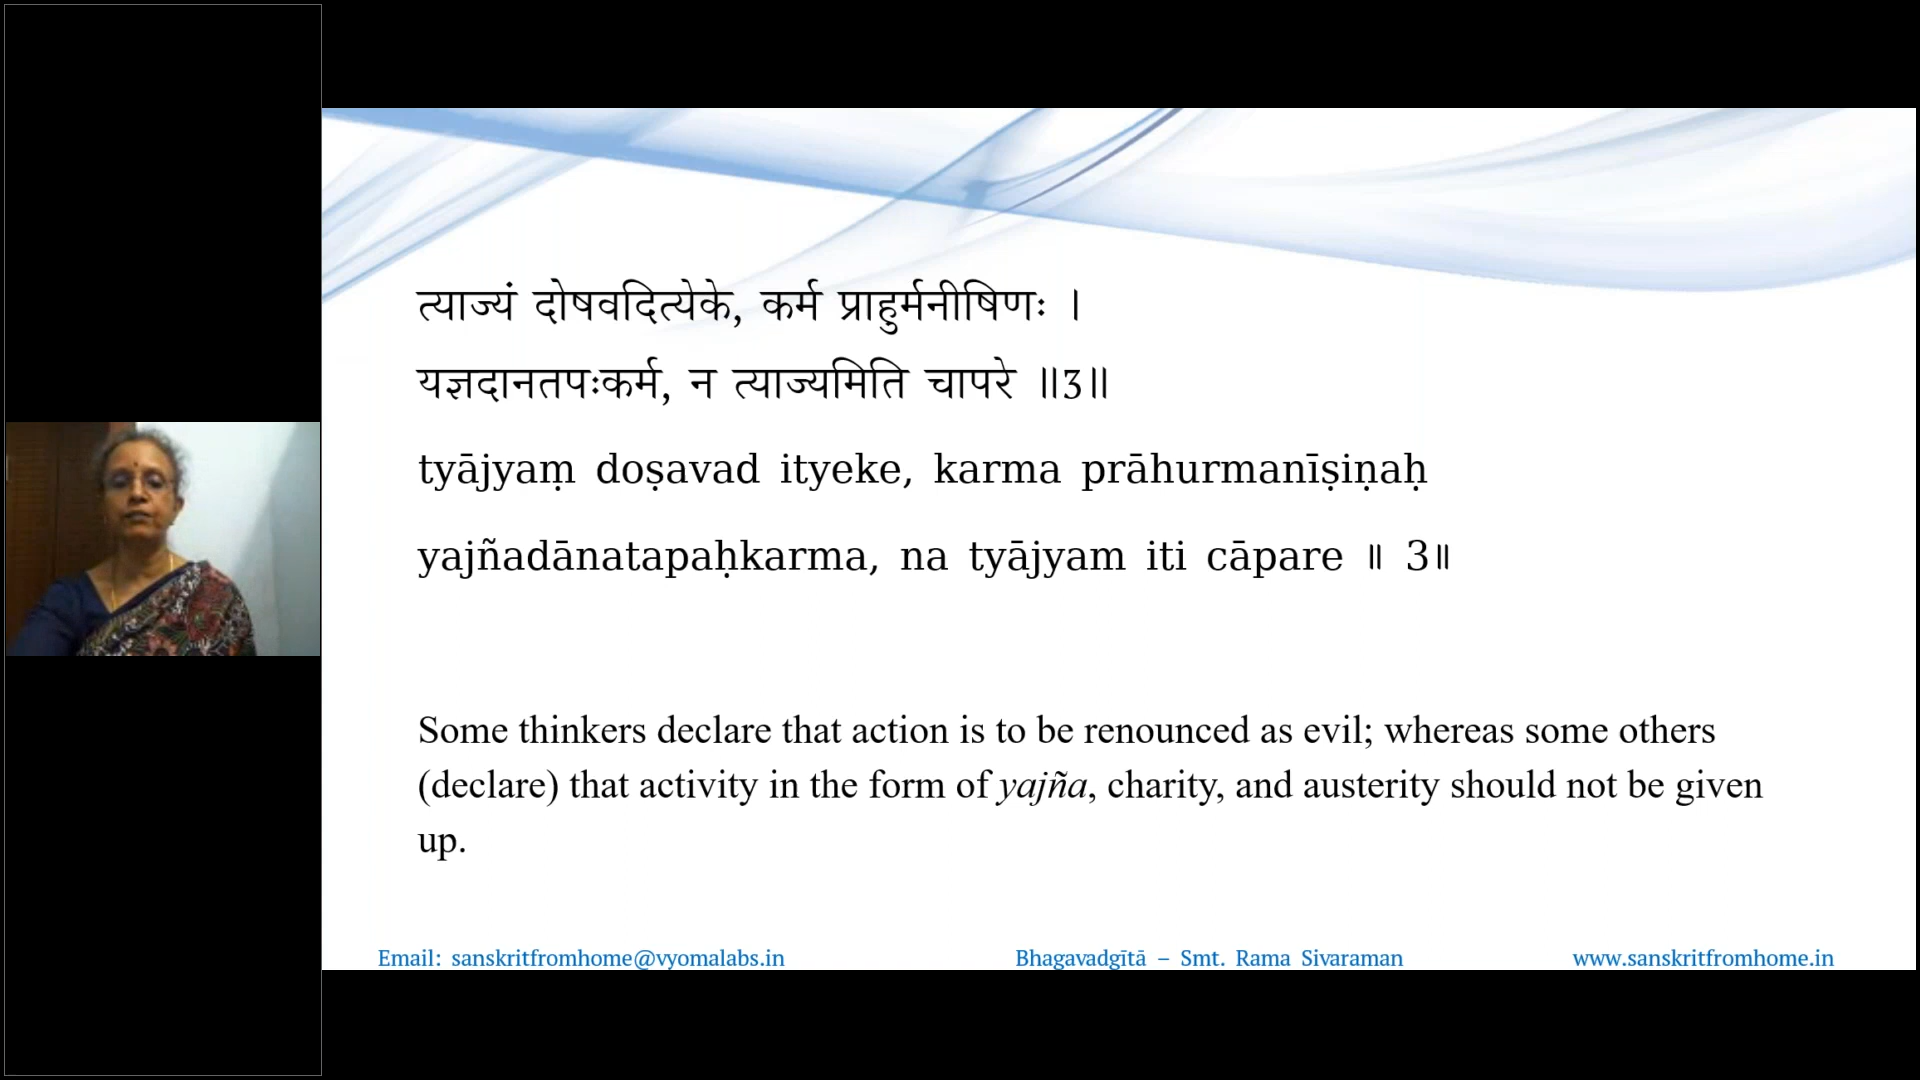 त्याज्यं दोषवदित्येके, कर्म प्राहुर्मनीषिणः ।
यज्ञदानतपःकर्म, न त्याज्यमिति चापरे ॥3॥
tyājyaṃ doṣavad ityeke, karma prāhurmanīṣiṇaḥ
yajñadānatapaḥkarma, na tyājyam iti cāpare ॥ 3॥
Some thinkers declare that action is to be renounced as evil; whereas some others
(declare) that activity in the form of yajña, charity, and austerity should not be given
up.
Email: sanskritfromhome@vyomalabs.in Bhagavadgītā – Smt. Rama Sivaraman www.sanskritfromhome.in